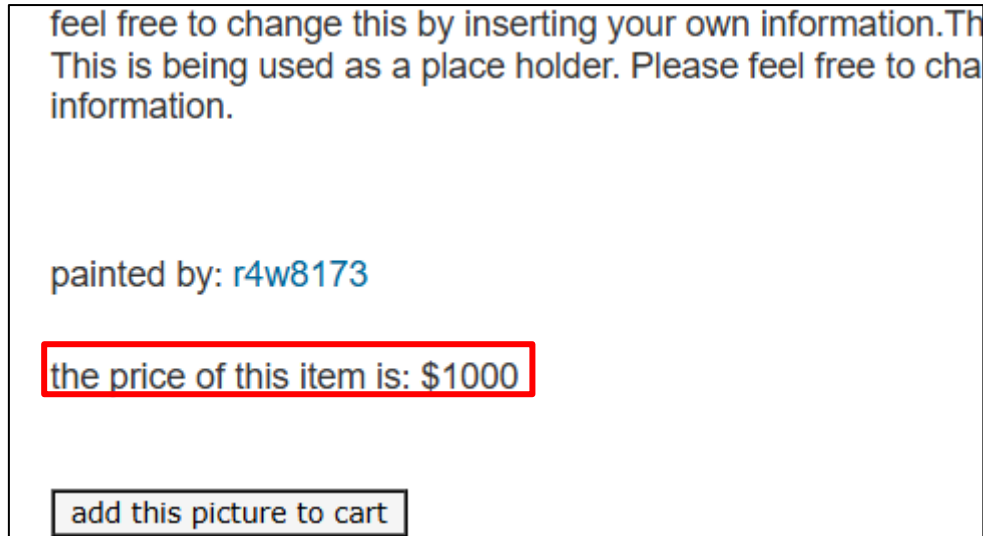 feel free to change this by inserting your own information.Th
This is being used as a place holder. Please feel free to cha
information.
painted by: r4w8173
the price of this item is: $1000
add this picture to cart